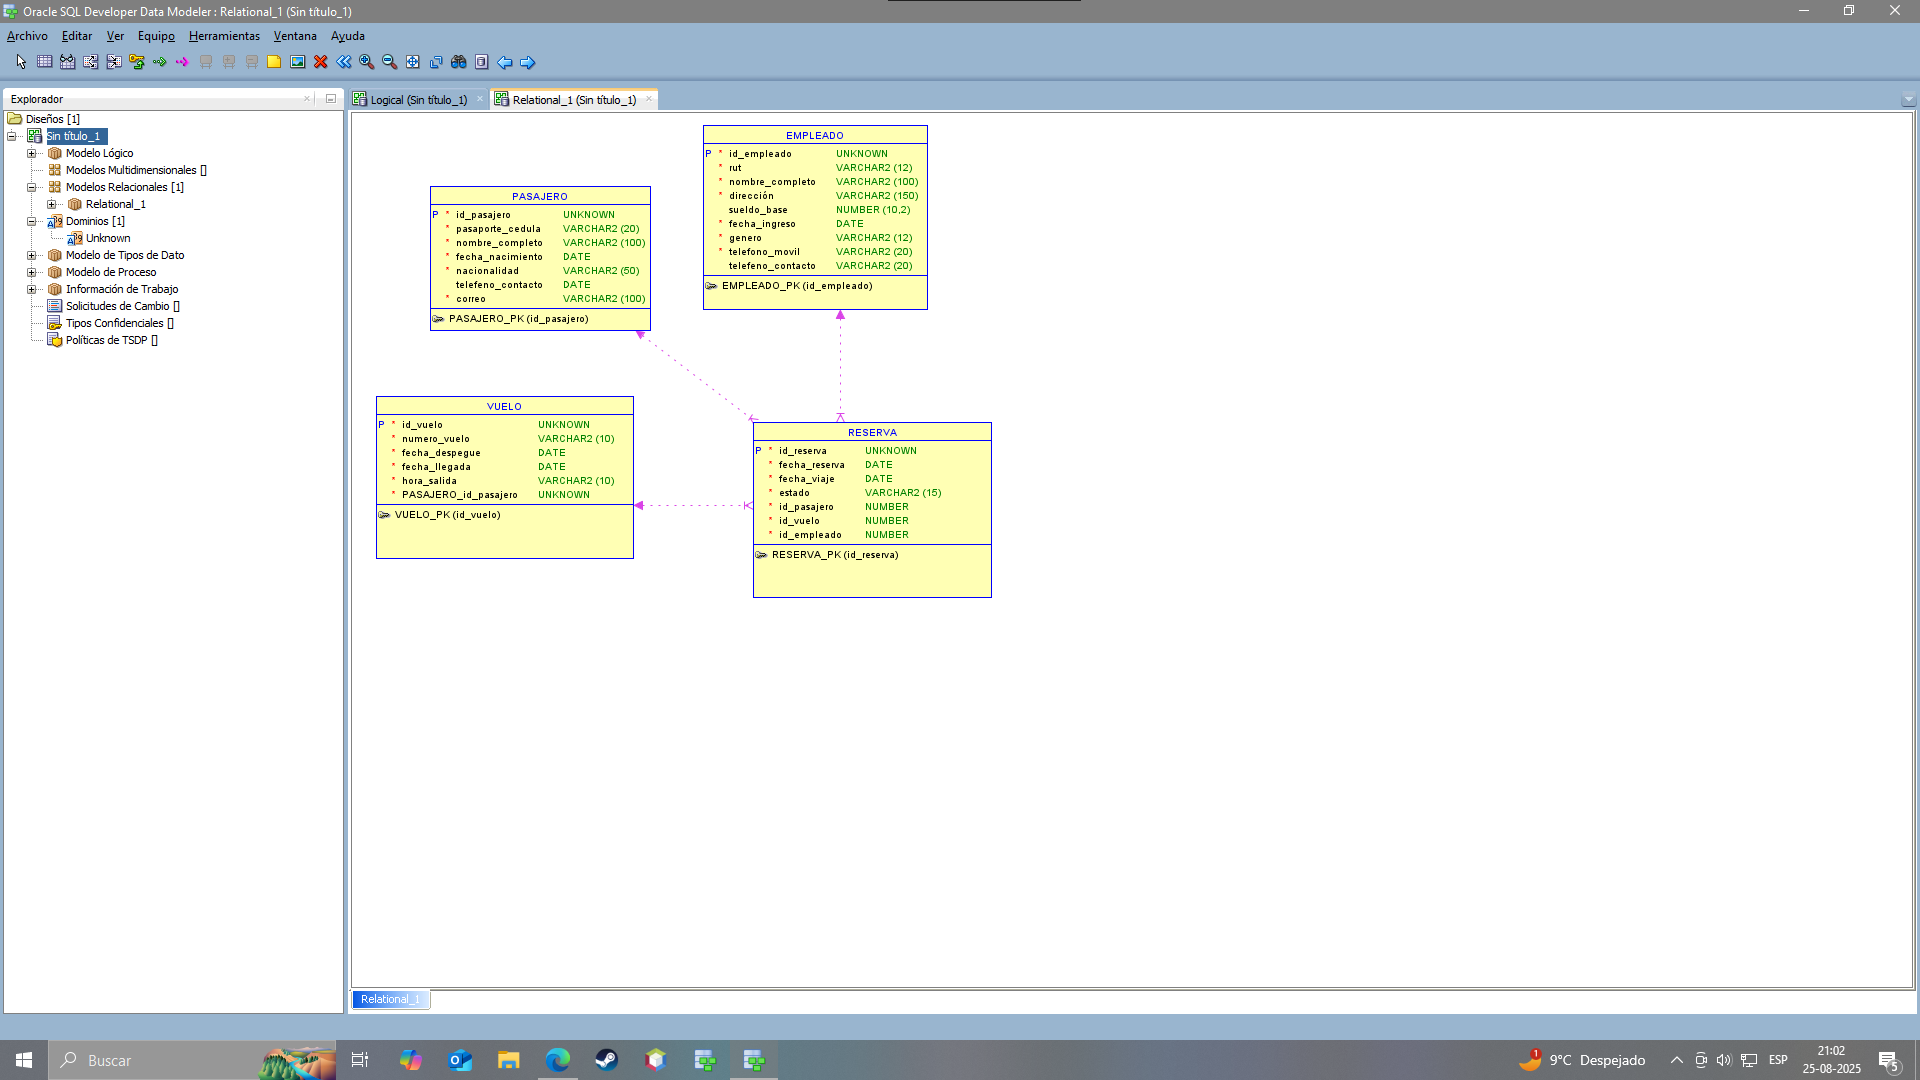 Oracle SQL Developer Data Modeler : Relational_1 (Sin título_1)
Archivo Editar Ver Equipo Herramientas Ventana Ayuda
Explorador
Diseños [1]
Sin título_1
Modelo Lógico
Modelos Multidimensionales []
Modelos Relacionales [1]
Relational_1
Dominios [1]
Unknown
Modelo de Tipos de Dato
Modelo de Proceso
Información de Trabajo
Solicitudes de Cambio []
Tipos Confidenciales []
Políticas de TSDP []
Logical (Sin título_1) Relational_1 (Sin título_1)
EMPLEADO
P * id_empleado UNKNOWN
* rut VARCHAR2 (12)
* nombre_completo VARCHAR2 (100)
* dirección VARCHAR2 (150)
sueldo_base NUMBER (10,2)
* fecha_ingreso DATE
* genero VARCHAR2 (12)
* telefono_movil VARCHAR2 (20)
telefeno_contacto VARCHAR2 (20)
EMPLEADO_PK (id_empleado)
PASAJERO
P * id_pasajero UNKNOWN
* pasaporte_cedula VARCHAR2 (20)
* nombre_completo VARCHAR2 (100)
* fecha_nacimiento DATE
* nacionalidad VARCHAR2 (50)
telefeno_contacto DATE
* correo VARCHAR2 (100)
PASAJERO_PK (id_pasajero)
VUELO
P * id_vuelo UNKNOWN
* numero_vuelo VARCHAR2 (10)
* fecha_despegue DATE
* fecha_llegada DATE
* hora_salida VARCHAR2 (10)
* PASAJERO_id_pasajero UNKNOWN
VUELO_PK (id_vuelo)
RESERVA
P * id_reserva UNKNOWN
* fecha_reserva DATE
* fecha_viaje DATE
* estado VARCHAR2 (15)
* id_pasajero NUMBER
* id_vuelo NUMBER
* id_empleado NUMBER
RESERVA_PK (id_reserva)
Relational_1
Buscar
1
9°C Despejado
ESP
21:02
25-08-2025
5